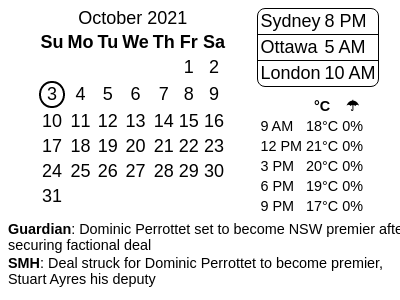 October 2021
Su Mo Tu We Th Fr Sa
1 2
3 4 5 6 7 8 9
10 11 12 13 14 15 16
17 18 19 20 21 22 23
24 25 26 27 28 29 30
31
Sydney 8 PM
Ottawa 5 AM
London 10 AM
°C ☂
9 AM 18°C 0%
12 PM 21°C 0%
3 PM 20°C 0%
6 PM 19°C 0%
9 PM 17°C 0%
Guardian: Dominic Perrottet set to become NSW premier afte
securing factional deal
SMH: Deal struck for Dominic Perrottet to become premier,
Stuart Ayres his deputy